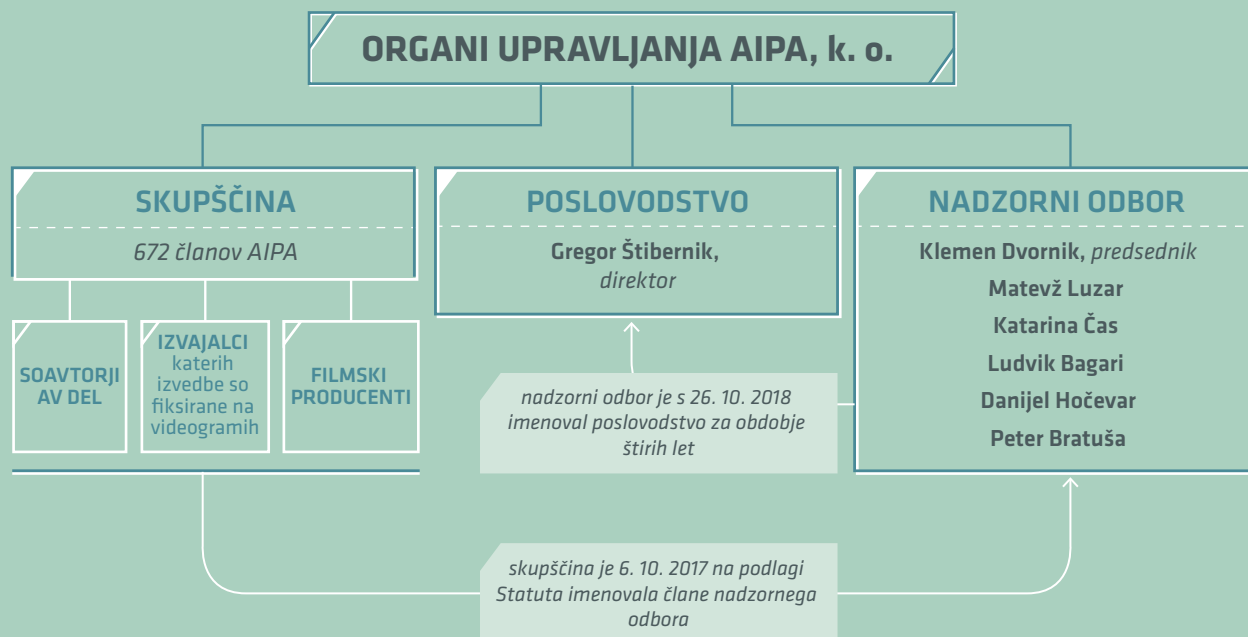 ORGANI UPRAVLJANJA AIPA, k. o.
SKUPŠČINA
672 članov AIPA
SOAVTORJI
AV DEL
IZVAJALCI
katerih
izvedbe so
fiksirane na
videogramih
FILMSKI
PRODUCENTI
POSLOVODSTVO
Gregor Štibernik,
direktor
nadzorni odbor je s 26. 10. 2018
imenoval poslovodstvo za obdobje
štirih let
NADZORNI ODBOR
Klemen Dvornik, predsednik
Matevž Luzar
Katarina Čas
Ludvik Bagari
Danijel Hočevar
Peter Bratuša
skupščina je 6. 10. 2017 na podlagi
Statuta imenovala člane nadzornega
odbora